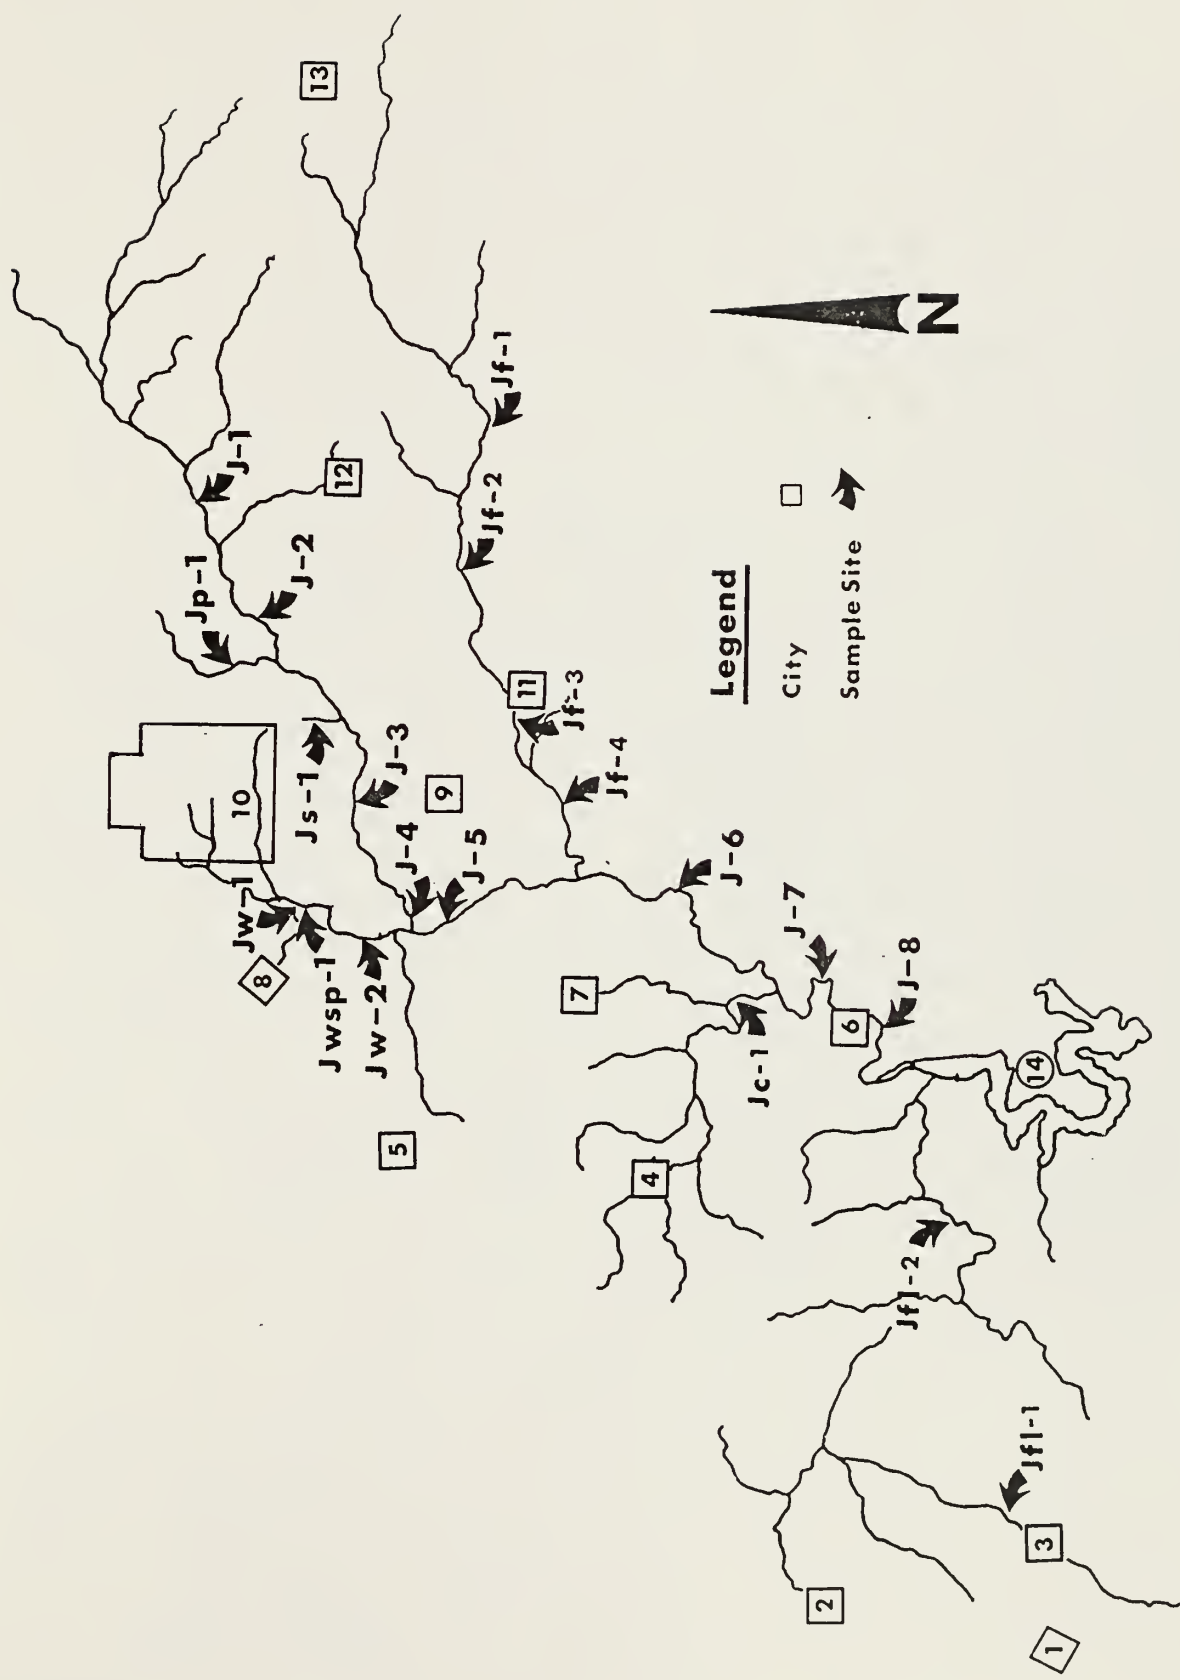 13
J-1
12
Jp-1
J-2
Jf-1
Jf-2
N
10
Js-1
J-3
9
11
Jf-3
Jf-4
Legend
City
Sample Site
Jw-1
8
Jwsp-1
Jw-2
J-4
J-5
5
J-6
7
J-7
Jc-1
6
J-8
4
14
Jfl-2
2
Jfl-1
3
1